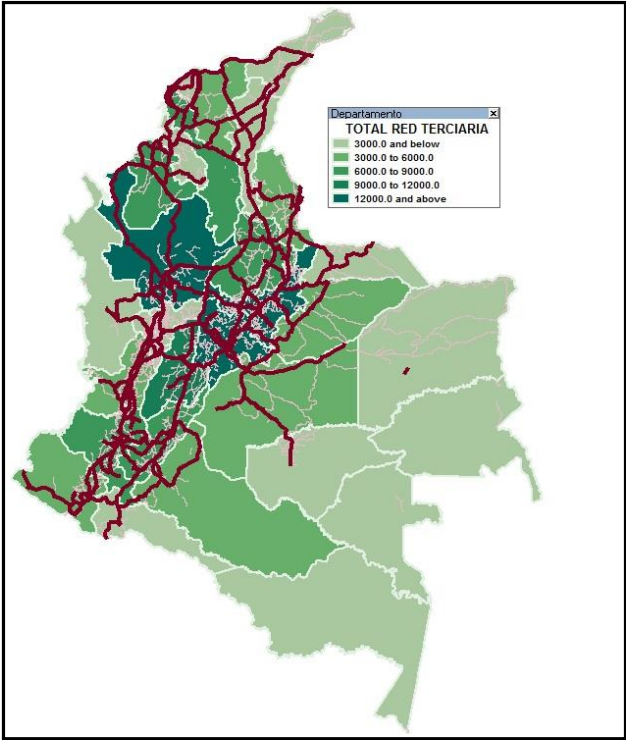 Departamento
TOTAL RED TERCIARIA
3000.0 and below
3000.0 to 6000.0
6000.0 to 9000.0
9000.0 to 12000.0
12000.0 and above